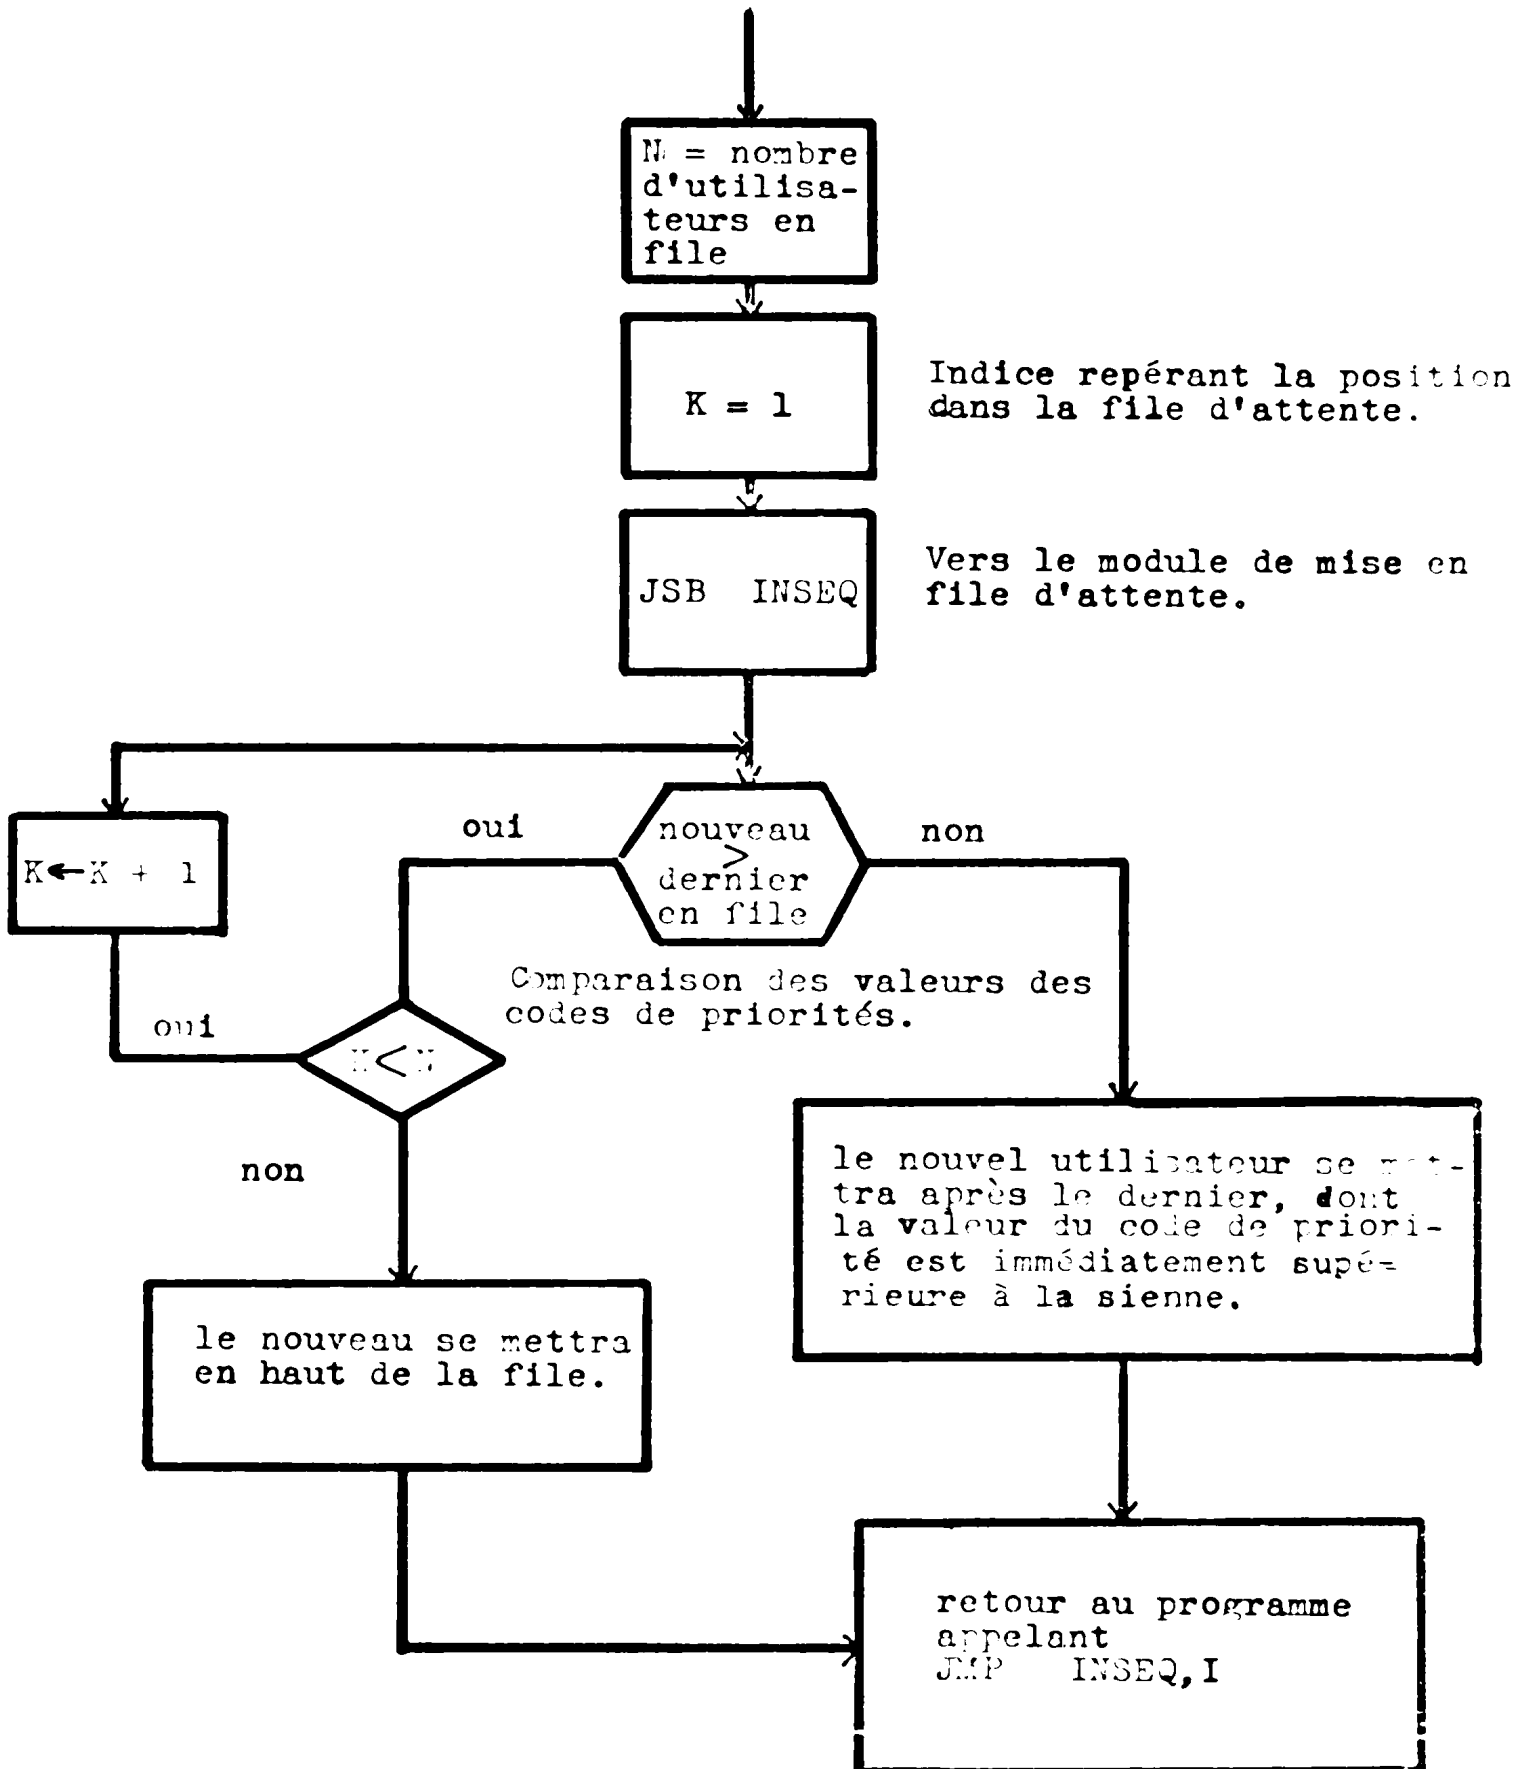 N = nombre
d'utilisa-
teurs en
file
K = 1
Indice repérant la position
dans la file d'attente.
JSB INSEQ
Vers le module de mise en
file d'attente.
K←K + 1
oui
nouveau
>
dernier
en file
non
Comparaison des valeurs des
codes de priorités.
oui
K<N
non
le nouvel utilisateur se met-
tra après le dernier, dont
la valeur du code de priori-
té est immédiatement supé-
rieure à la sienne.
le nouveau se mettra
en haut de la file.
retour au programme
appelant
JMP INSEQ,I